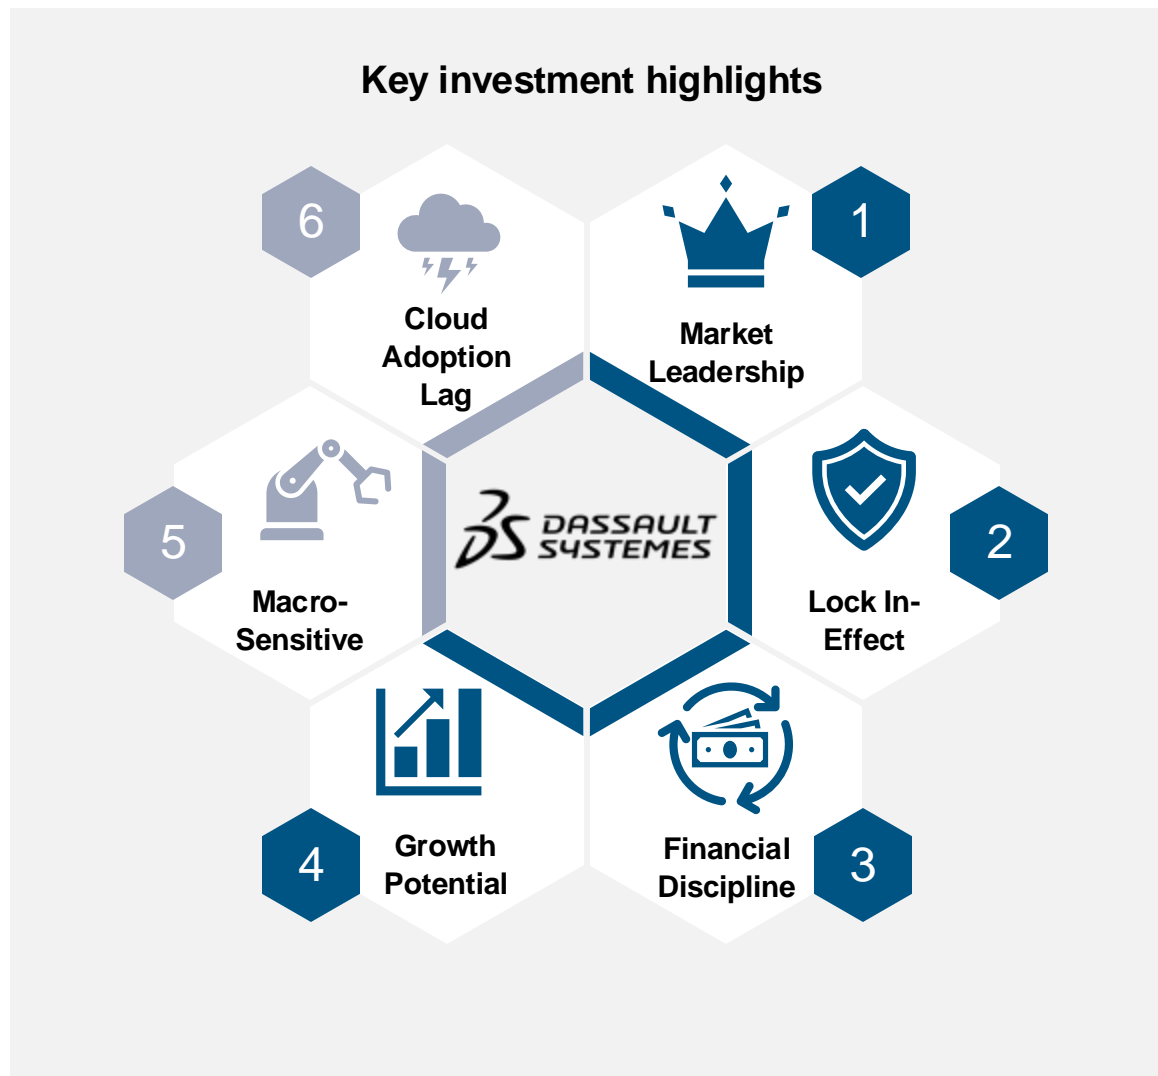 Key investment highlights
6
Cloud
Adoption
Lag
1
Market
Leadership
5
Macro-
Sensitive
DASSAULT
SYSTEMES
2
Lock In-
Effect
4
Growth
Potential
3
Financial
Discipline